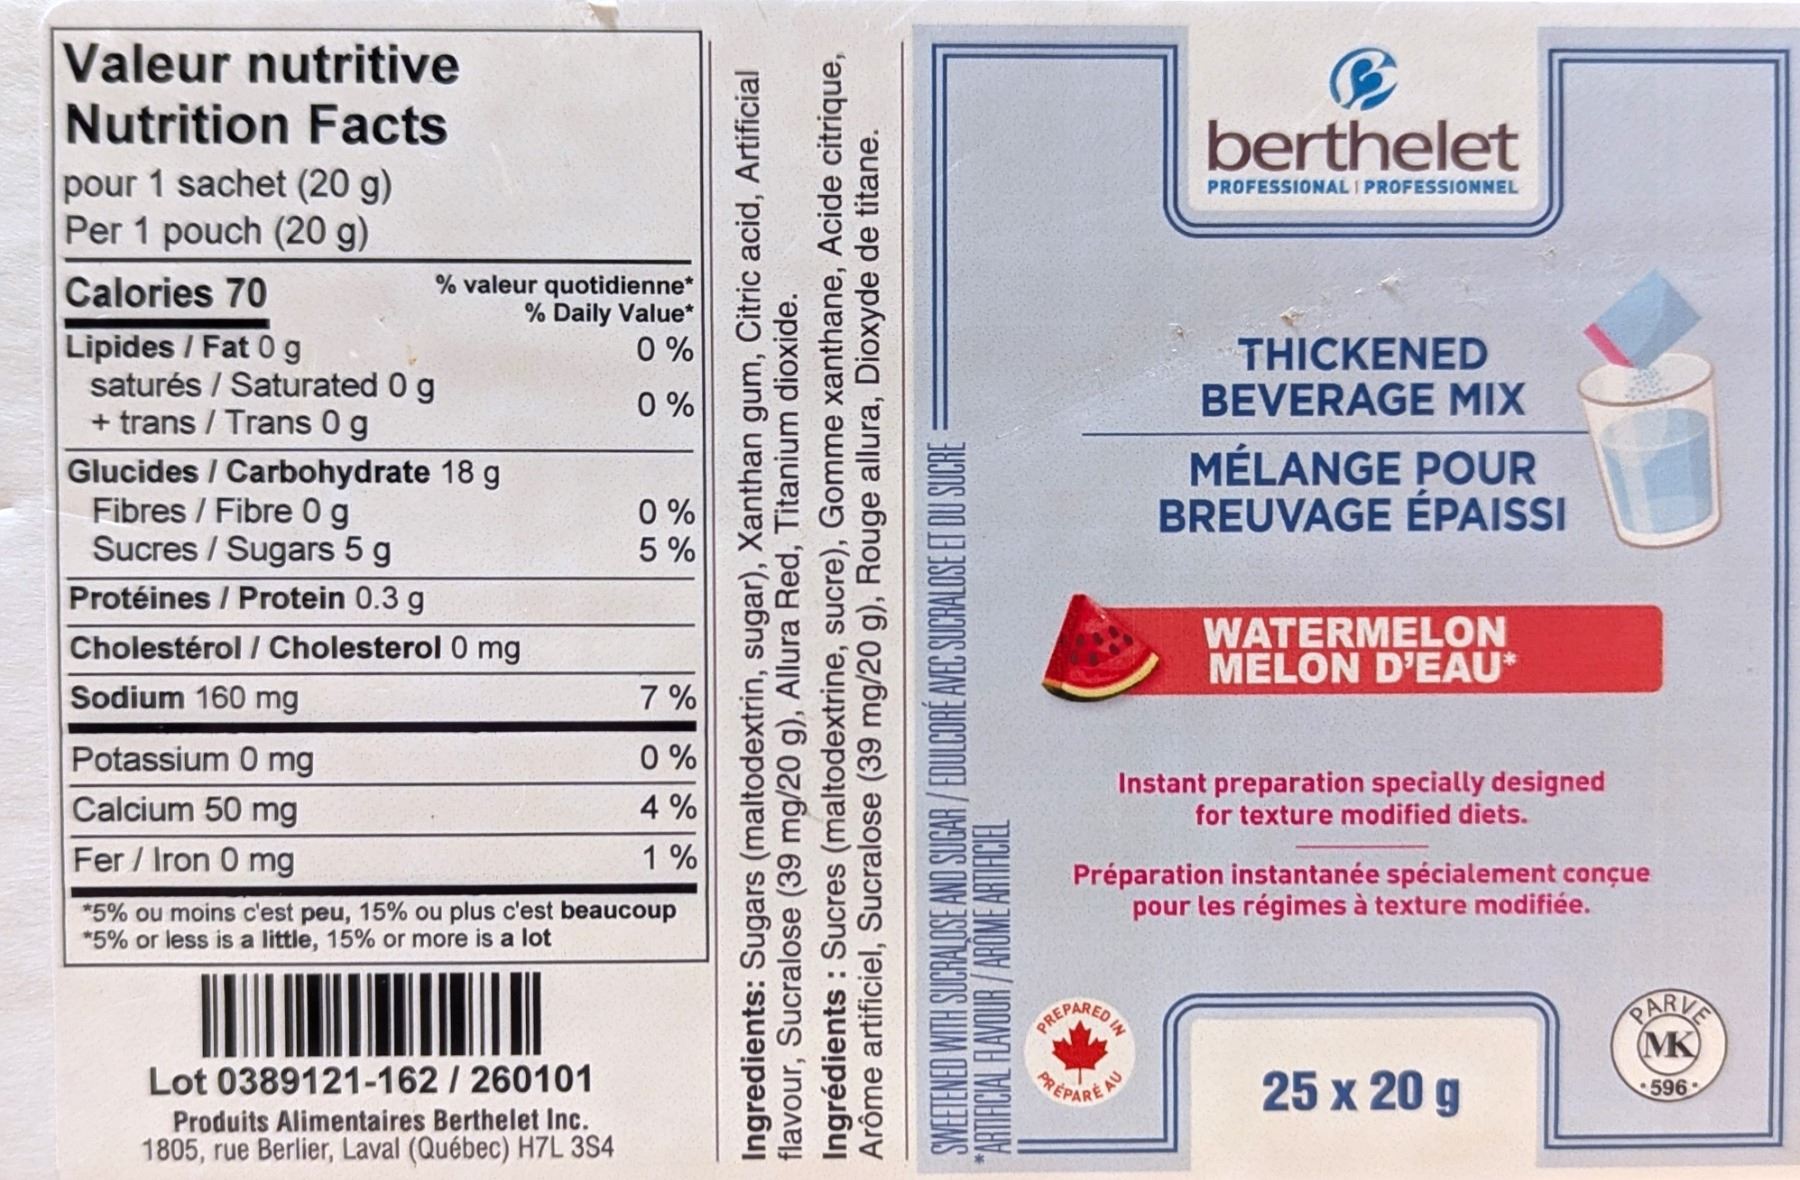 Valeur nutritive
Nutrition Facts
pour 1 sachet (20 g)
Per 1 pouch (20 g)
Calories 70
% valeur quotidienne*
% Daily Value*
Lipides / Fat 0 g 0 %
saturés / Saturated 0 g
+ trans / Trans 0 g 0 %
Glucides / Carbohydrate 18 g
Fibres / Fibre 0 g 0 %
Sucres / Sugars 5 g 5 %
Protéines / Protein 0.3 g
Cholestérol / Cholesterol 0 mg
Sodium 160 mg 7 %
Potassium 0 mg 0 %
Calcium 50 mg 4 %
Fer / Iron 0 mg 1 %
*5% ou moins c'est peu, 15% ou plus c'est beaucoup
*5% or less is a little, 15% or more is a lot
Lot 0389121-162 / 260101
Produits Alimentaires Berthelet Inc.
1805, rue Berlier, Laval (Québec) H7L 3S4
Ingredients: Sugars (maltodextrin, sugar), Xanthan gum, Citric acid, Artificial
flavour, Sucralose (39 mg/20 g), Allura Red, Titanium dioxide.
Ingrédients : Sucres (maltodextrine, sucre), Gomme xanthane, Acide citrique,
Arôme artificiel, Sucralose (39 mg/20 g), Rouge allura, Dioxyde de titane.
SWEETENED WITH SUCRALOSE AND SUGAR / EDULCORÉ AVEC SUCRALOSE ET DU SUCRE
*ARTIFICIAL FLAVOUR / ARÔME ARTIFICIEL
berthelet
PROFESSIONAL | PROFESSIONNEL
THICKENED
BEVERAGE MIX
MÉLANGE POUR
BREUVAGE ÉPAISSI
WATERMELON
MELON D'EAU*
Instant preparation specially designed
for texture modified diets.
Préparation instantanée spécialement conçue
pour les régimes à texture modifiée.
PREPARED IN
PRÉPARÉ AU
25 x 20 g
PARVE
MK
•596•